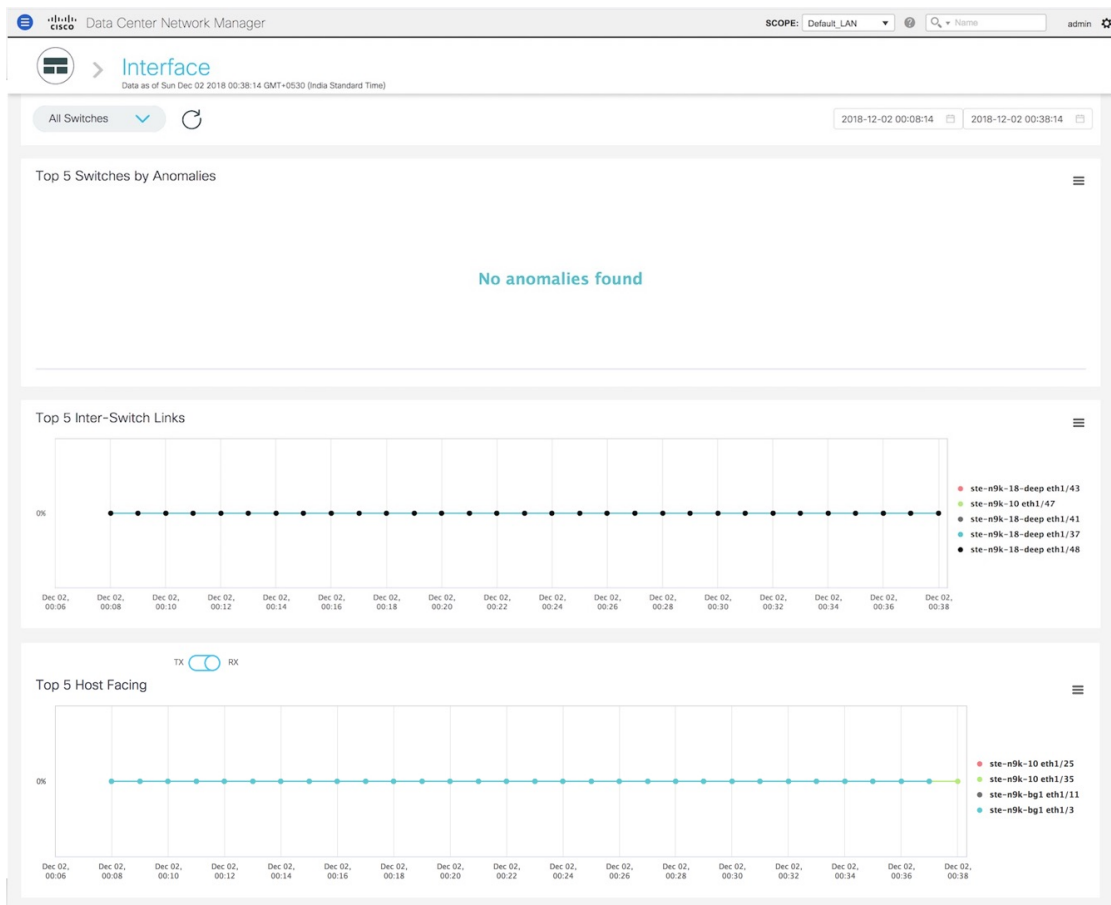 cisco Data Center Network Manager SCOPE: Default_LAN ? Name admin
Interface
Data as of Sun Dec 02 2018 00:38:14 GMT+0530 (India Standard Time)
All Switches 2018-12-02 00:08:14 2018-12-02 00:38:14
Top 5 Switches by Anomalies
No anomalies found
Top 5 Inter-Switch Links
ste-n9k-18-deep eth1/43
ste-n9k-10 eth1/47
0% ste-n9k-18-deep eth1/41
ste-n9k-18-deep eth1/37
ste-n9k-18-deep eth1/48
Dec 02, Dec 02, Dec 02, Dec 02, Dec 02, Dec 02, Dec 02, Dec 02, Dec 02, Dec 02, Dec 02, Dec 02, Dec 02, Dec 02, Dec 02, Dec 02, Dec 02,
00:06 00:08 00:10 00:12 00:14 00:16 00:18 00:20 00:22 00:24 00:26 00:28 00:30 00:32 00:34 00:36 00:38
TX RX
Top 5 Host Facing
ste-n9k-10 eth1/25
0% ste-n9k-10 eth1/35
ste-n9k-bg1 eth1/11
ste-n9k-bg1 eth1/3
Dec 02, Dec 02, Dec 02, Dec 02, Dec 02, Dec 02, Dec 02, Dec 02, Dec 02, Dec 02, Dec 02, Dec 02, Dec 02, Dec 02, Dec 02, Dec 02, Dec 02,
00:06 00:08 00:10 00:12 00:14 00:16 00:18 00:20 00:22 00:24 00:26 00:28 00:30 00:32 00:34 00:36 00:38